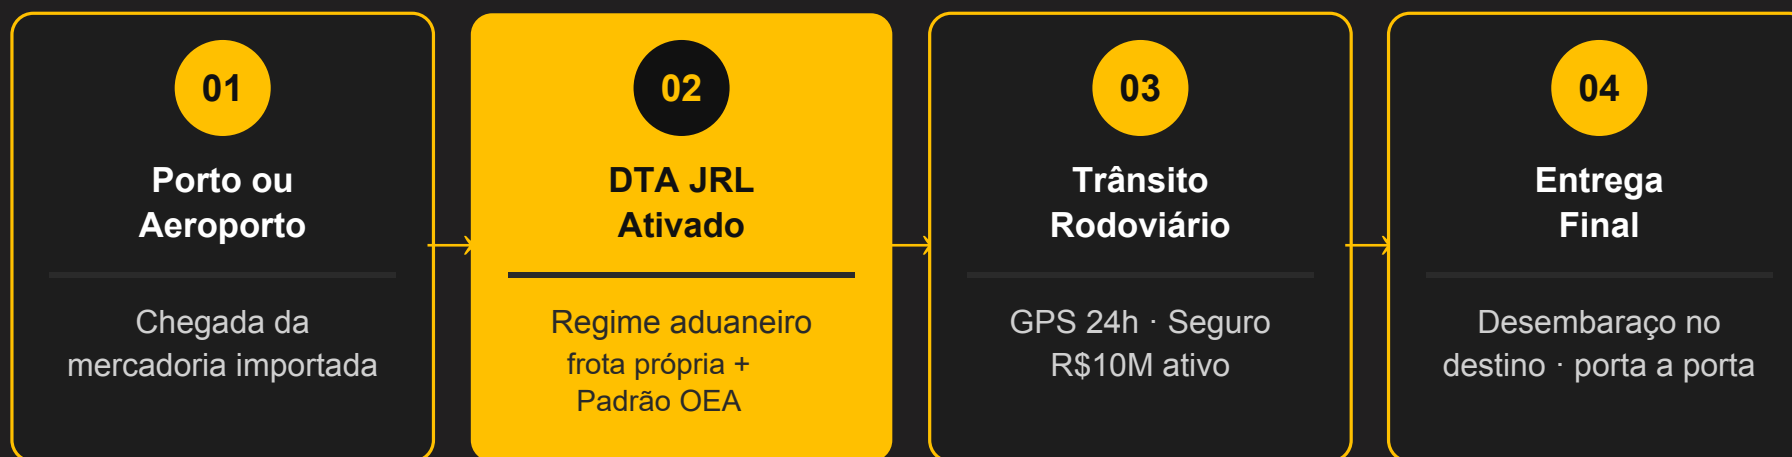 01
Porto ou
Aeroporto
Chegada da
mercadoria importada
02
DTA JRL
Ativado
Regime aduaneiro
frota própria +
Padrão OEA
03
Trânsito
Rodoviário
GPS 24h · Seguro
R$10M ativo
04
Entrega
Final
Desembaraço no
destino · porta a porta